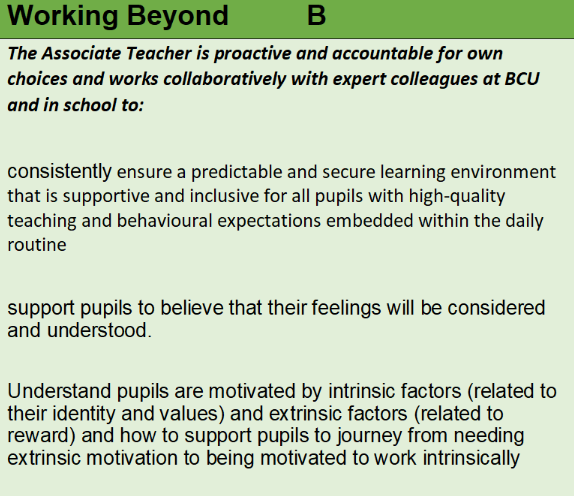 Working Beyond B
The Associate Teacher is proactive and accountable for own
choices and works collaboratively with expert colleagues at BCU
and in school to:
consistently ensure a predictable and secure learning environment
that is supportive and inclusive for all pupils with high-quality
teaching and behavioural expectations embedded within the daily
routine
support pupils to believe that their feelings will be considered
and understood.
Understand pupils are motivated by intrinsic factors (related to
their identity and values) and extrinsic factors (related to
reward) and how to support pupils to journey from needing
extrinsic motivation to being motivated to work intrinsically